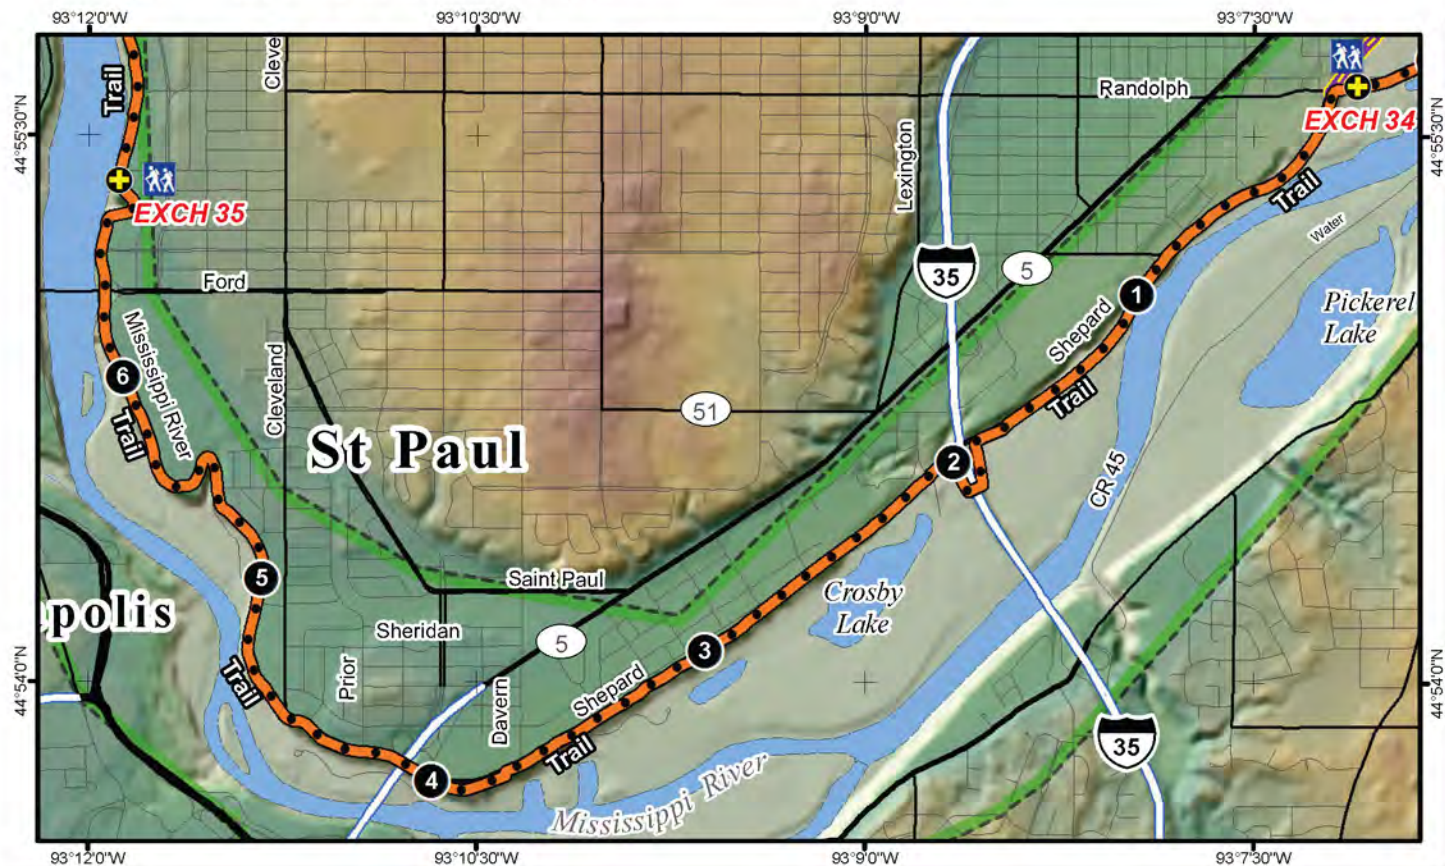 93°12'0"W
93°10'30"W
93°9'0"W
93°7'30"W
44°55'30"N
44°55'30"N
Trail
Cleve
Randolph
EXCH 34
Lexington
EXCH 35
Trail
Water
Ford
35
5
1
Shepard
Pickerel
Lake
Mississippi River
6
Cleveland
Trail
51
Trail
St Paul
2
CR 45
5
Saint Paul
Crosby
Lake
polis
Sheridan
5
3
Trail
Prior
Shepard
44°54'0"N
44°54'0"N
Davern
Trail
35
4
Mississippi River
93°12'0"W
93°10'30"W
93°9'0"W
93°7'30"W